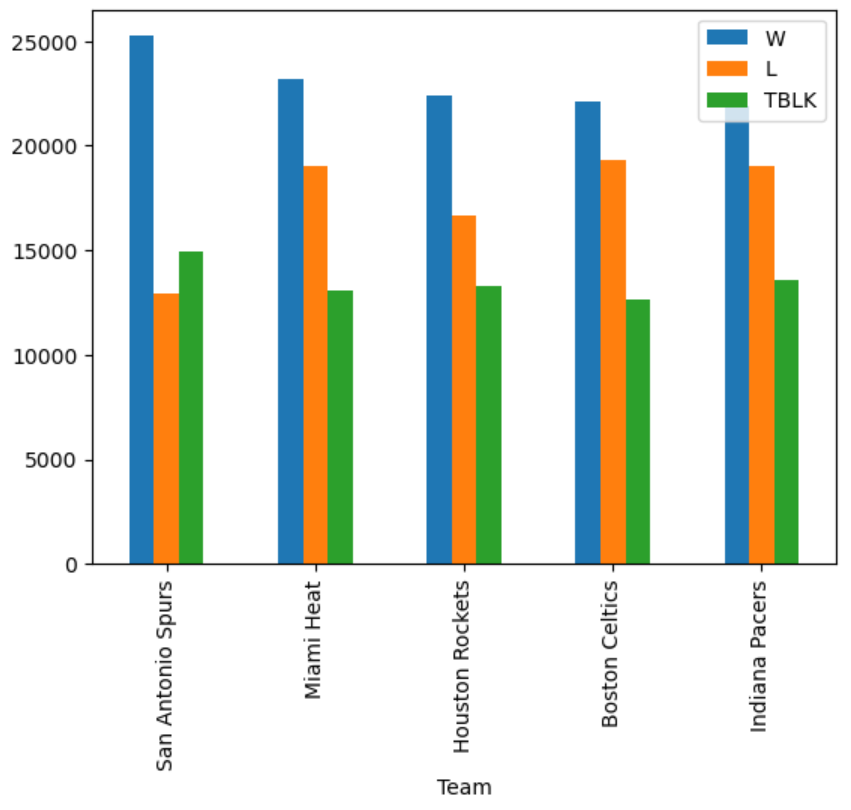 25000
20000
15000
10000
5000
0
W
L
TBLK
San Antonio Spurs
Miami Heat
Houston Rockets
Boston Celtics
Indiana Pacers
Team